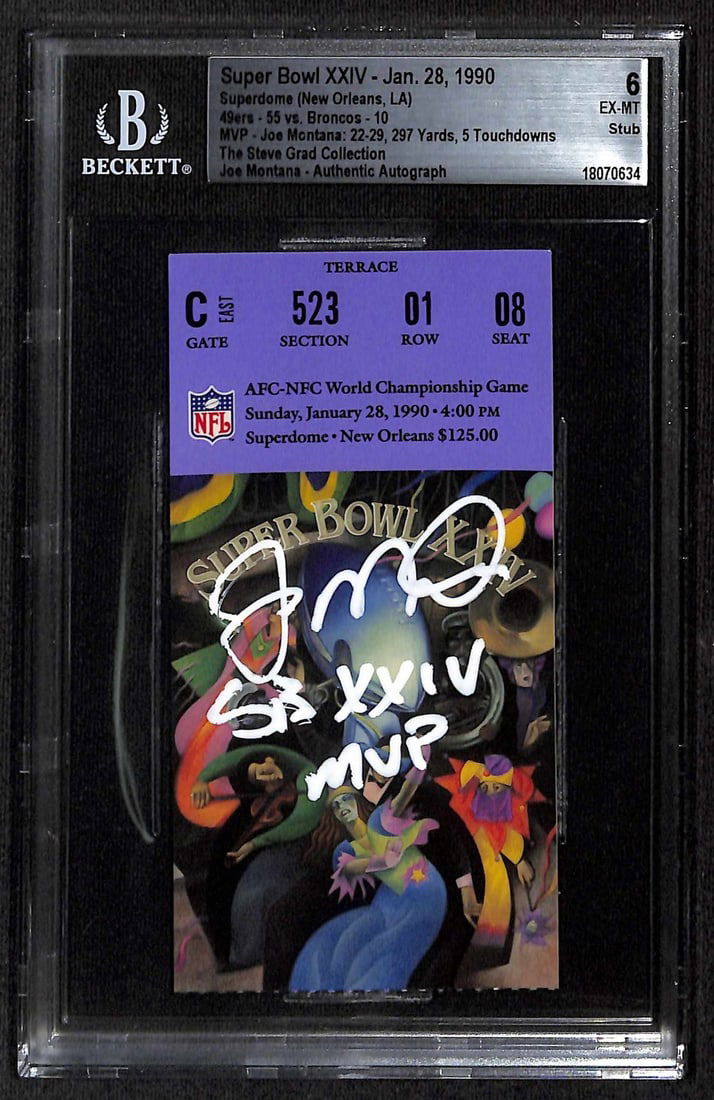 Super Bowl XXIV - Jan. 28, 1990
Superdome (New Orleans, LA)
49ers - 55 vs. Broncos - 10
MVP - Joe Montana: 22-29, 297 Yards, 5 Touchdowns
The Steve Grad Collection
Joe Montana - Authentic Autograph
6
EX-MT
Stub
18070634
B
BECKETT®
TERRACE
C EAST 523 01 08
GATE SECTION ROW SEAT
NFL
AFC-NFC World Championship Game
Sunday, January 28, 1990 • 4:00 PM
Superdome • New Orleans $125.00
SUPER BOWL XXIV
SB XXIV
MVP